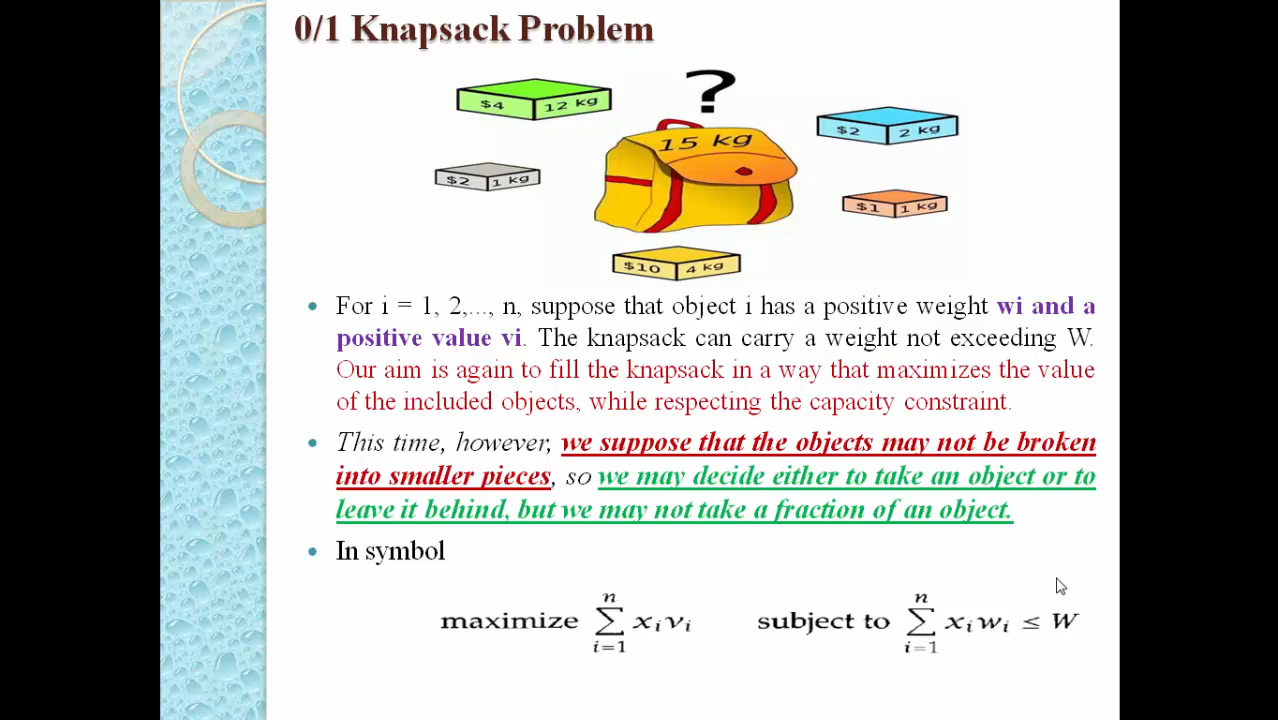 0/1 Knapsack Problem
?
$4 12 kg
15 kg
$2 2 kg
$2 1 kg
$1 1 kg
$10 4 kg
• For i = 1, 2,..., n, suppose that object i has a positive weight wi and a
positive value vi. The knapsack can carry a weight not exceeding W.
Our aim is again to fill the knapsack in a way that maximizes the value
of the included objects, while respecting the capacity constraint.
• This time, however, we suppose that the objects may not be broken
into smaller pieces, so we may decide either to take an object or to
leave it behind, but we may not take a fraction of an object.
• In symbol
maximize ∑_{i=1}^{n} x_i v_i subject to ∑_{i=1}^{n} x_i w_i ≤ W